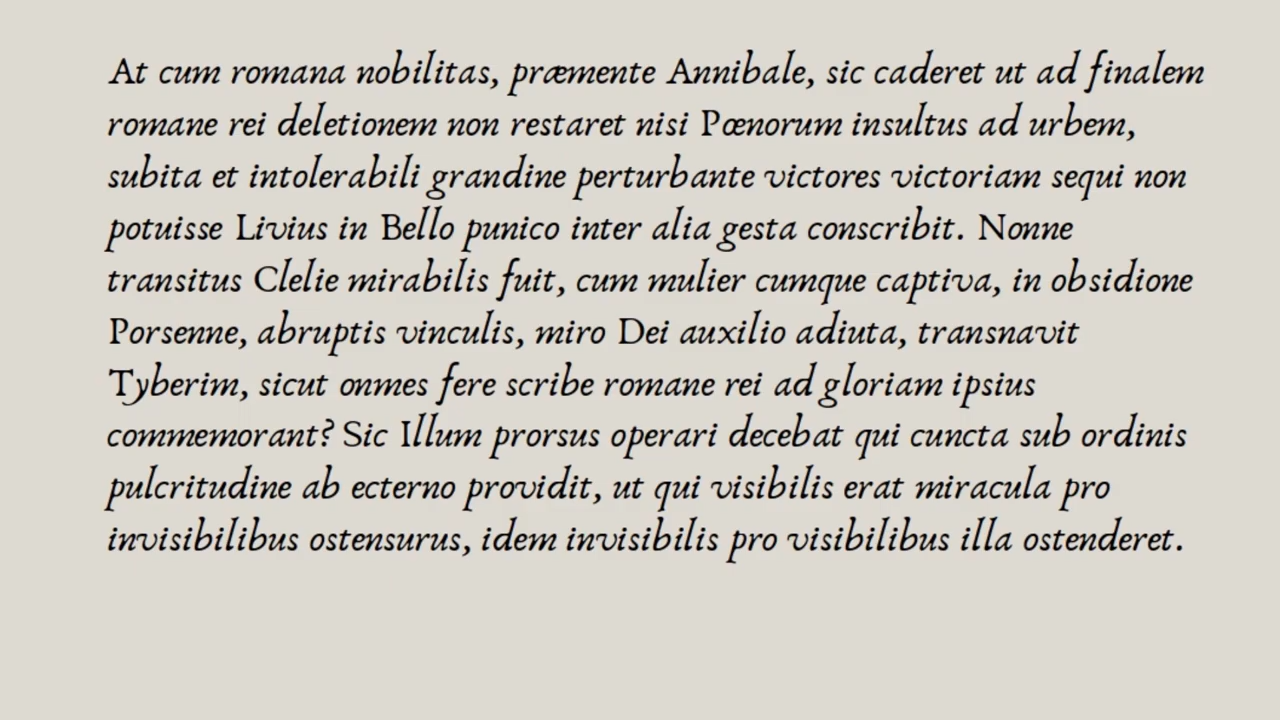 At cum romana nobilitas, præmente Annibale, sic caderet ut ad finalem
romane rei deletionem non restaret nisi Pœnorum insultus ad urbem,
subita et intolerabili grandine perturbante victores victoriam sequi non
potuisse Livius in Bello punico inter alia gesta conscribit. Nonne
transitus Clelie mirabilis fuit, cum mulier cumque captiva, in obsidione
Porsenne, abruptis vinculis, miro Dei auxilio adiuta, transnavit
Tyberim, sicut onmes fere scribe romane rei ad gloriam ipsius
commemorant? Sic Illum prorsus operari decebat qui cuncta sub ordinis
pulcritudine ab ecterno providit, ut qui visibilis erat miracula pro
invisibilibus ostensurus, idem invisibilis pro visibilibus illa ostenderet.